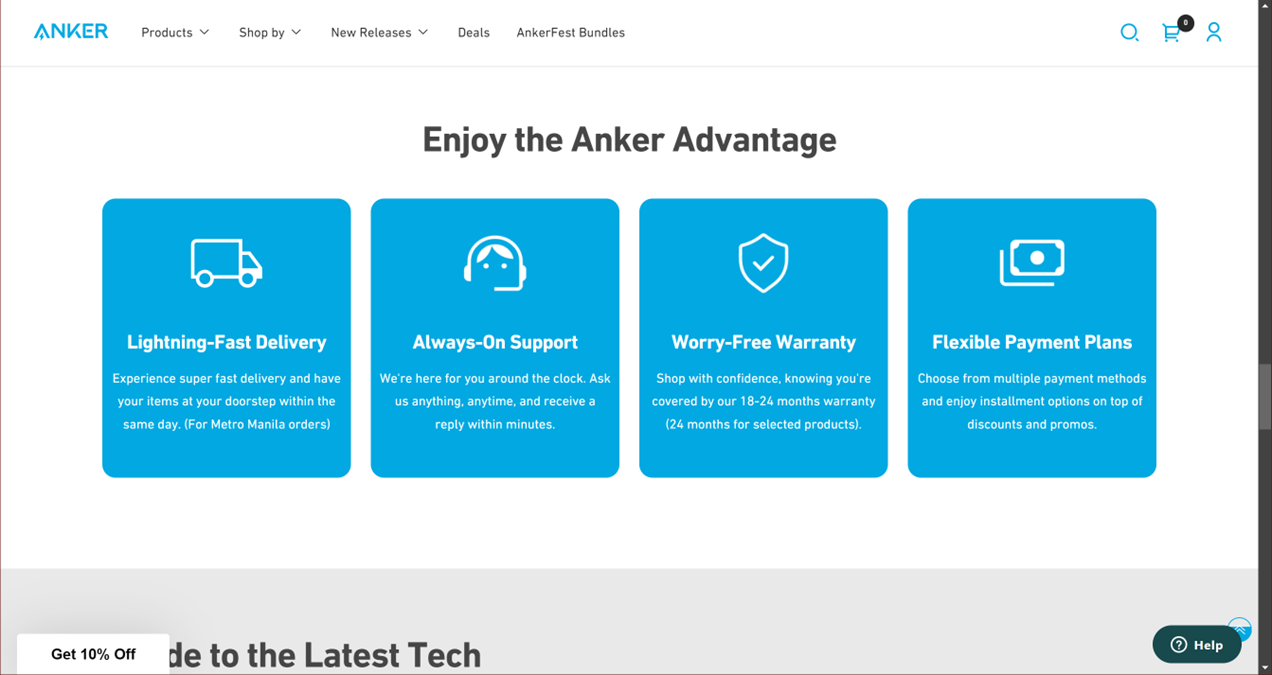 ANKER
Products
Shop by
New Releases
Deals
AnkerFest Bundles
0
Enjoy the Anker Advantage
Lightning-Fast Delivery
Experience super fast delivery and have
your items at your doorstep within the
same day. (For Metro Manila orders)
Always-On Support
We're here for you around the clock. Ask
us anything, anytime, and receive a
reply within minutes.
Worry-Free Warranty
Shop with confidence, knowing you're
covered by our 18-24 months warranty
(24 months for selected products).
Flexible Payment Plans
Choose from multiple payment methods
and enjoy installment options on top of
discounts and promos.
de to the Latest Tech
Get 10% Off
? Help